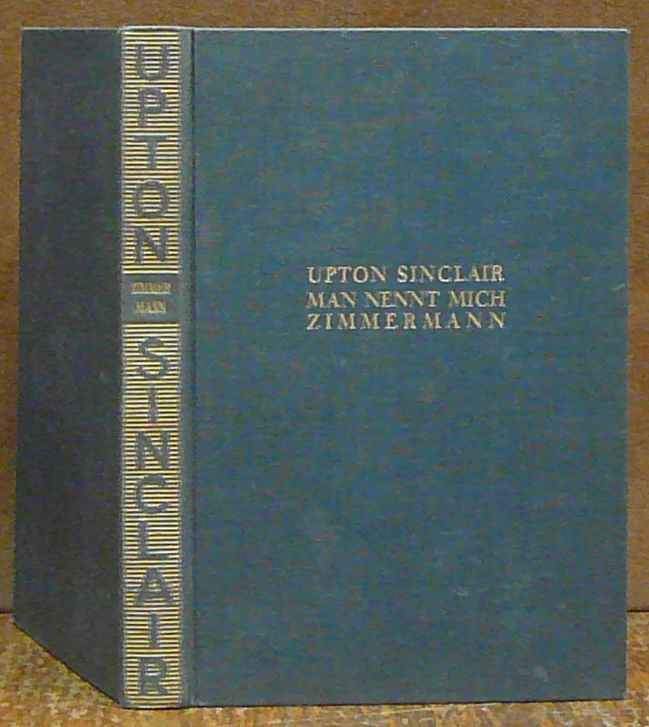 UPTON
ZIMMER
MANN
SINCLAIR
UPTON SINCLAIR
MAN NENNT MICH
ZIMMERMANN